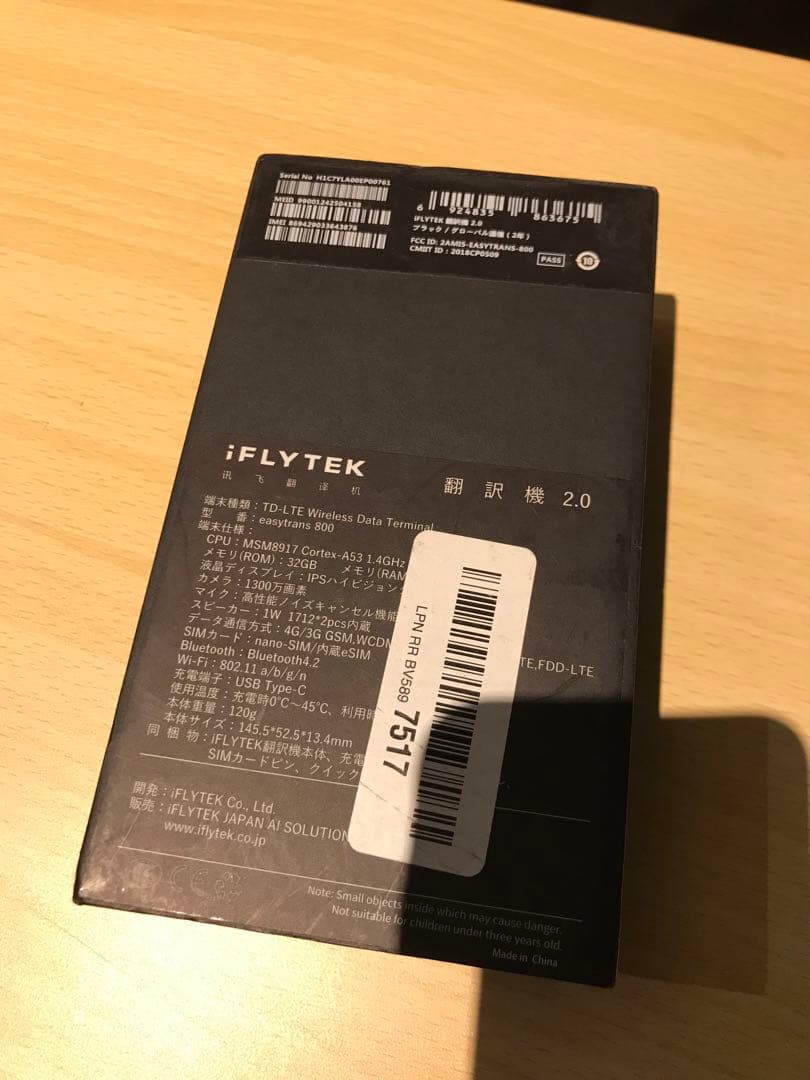 Serial No H1C7YLA00EP00761
MEID 99001242504158
IMEI 869429033643876
6 924835 863675
iFLYTEK 翻訳機 2.0
ブラック / グローバル通信 ( 2年 )
FCC ID: 2AMI5-EASYTRANS-800
CMIIT ID : 2018CP0509
PASS
10
iFLYTEK
讯 飞 翻 译 机
翻 訳 機 2.0
端末種類：TD-LTE Wireless Data Terminal
型 番：easytrans 800
端末仕様：
CPU：MSM8917 Cortex-A53 1.4GHz
メモリ(ROM)：32GB メモリ(RAM
液晶ディスプレイ：IPSハイビジョン
カメラ：1300万画素
マイク：高性能ノイズキャンセル機能
スピーカー：1W 1712*2pcs内蔵
データ通信方式：4G/3G GSM,WCDM TE,FDD-LTE
SIMカード：nano-SIM/内蔵eSIM
Bluetooth：Bluetooth4.2
Wi-Fi：802.11 a/b/g/n
充電端子：USB Type-C
使用温度：充電時0°C～45°C、利用時
本体重量：120g
本体サイズ：145.5*52.5*13.4mm
同 梱 物：iFLYTEK翻訳機本体、充電
SIMカードピン、クイック
開発：iFLYTEK Co., Ltd.
販売：iFLYTEK JAPAN AI SOLUTION
www.iflytek.co.jp
LPN RR BV589 7517
Note: Small objects inside which may cause danger.
Not suitable for children under three years old.
Made in China